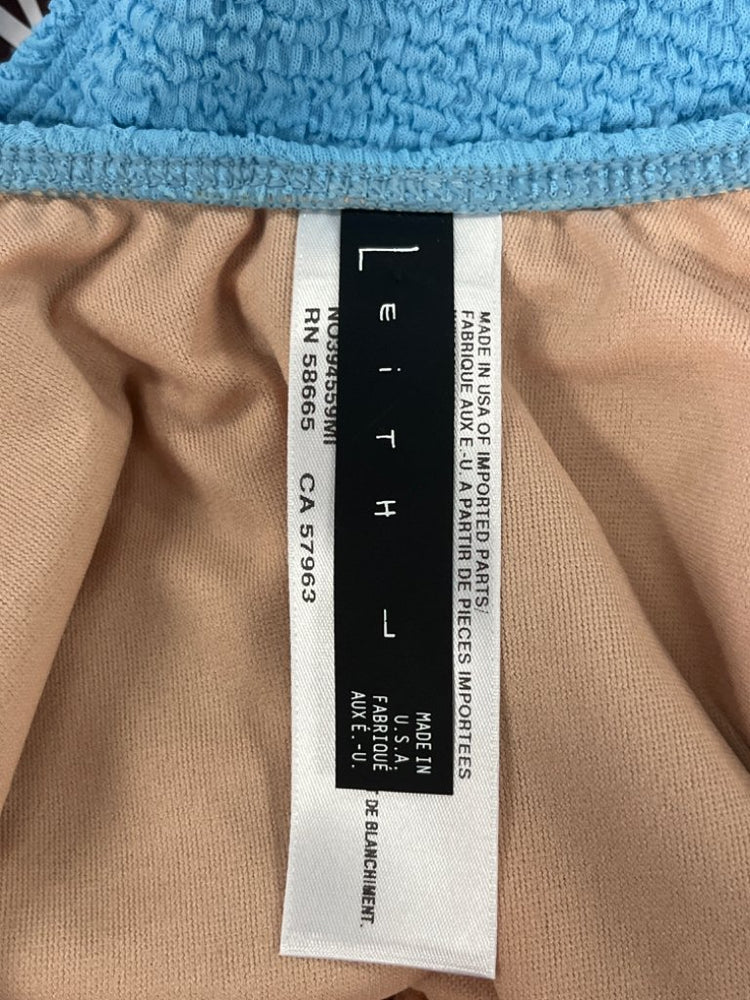 LEiTH
L
MADE IN
U.S.A.
FABRIQUÉ
AUX É.-U.
MADE IN USA OF IMPORTED PARTS/
FABRIQUE AUX E.-U. A PARTIR DE PIECES IMPORTEES
NO394559MI
RN 58665 CA 57963
DE BLANCHIMENT.